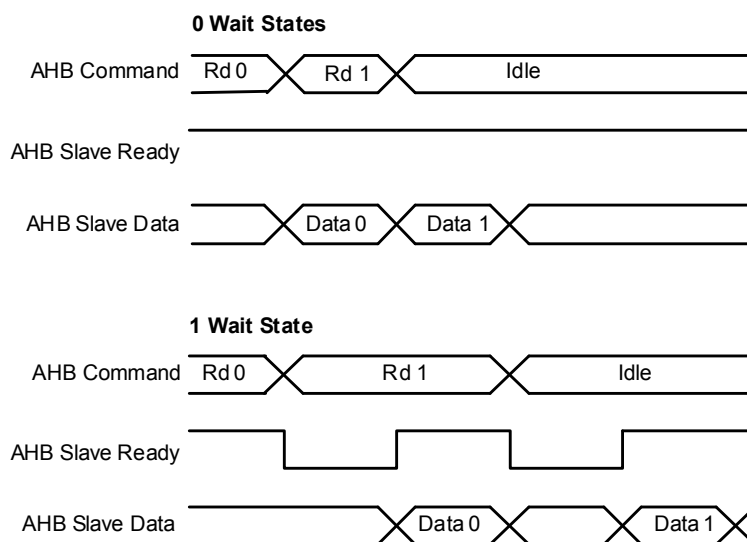 0 Wait States
AHB Command Rd 0 Rd 1 Idle
AHB Slave Ready
AHB Slave Data Data 0 Data 1
1 Wait State
AHB Command Rd 0 Rd 1 Idle
AHB Slave Ready
AHB Slave Data Data 0 Data 1